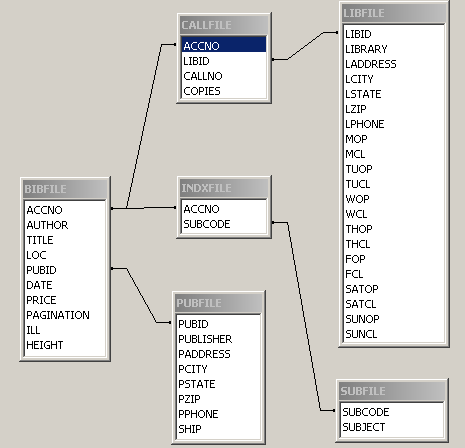 CALLFILE
ACCNO
LIBID
CALLNO
COPIES
LIBFILE
LIBID
LIBRARY
LADDRESS
LCITY
LSTATE
LZIP
LPHONE
MOP
MCL
TUOP
TUCL
WOP
WCL
THOP
THCL
FOP
FCL
SATOP
SATCL
SUNOP
SUNCL
BIBFILE
ACCNO
AUTHOR
TITLE
LOC
PUBID
DATE
PRICE
PAGINATION
ILL
HEIGHT
INDXFILE
ACCNO
SUBCODE
PUBFILE
PUBID
PUBLISHER
PADDRESS
PCITY
PSTATE
PZIP
PPHONE
SHIP
SUBFILE
SUBCODE
SUBJECT